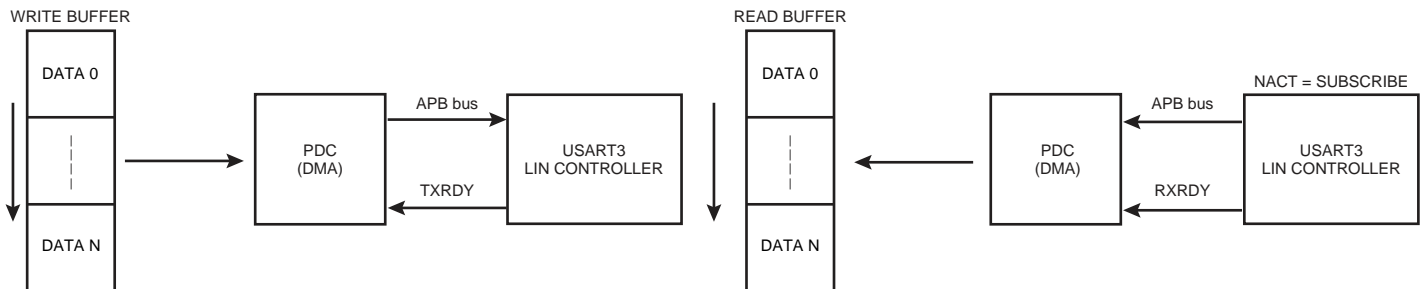 WRITE BUFFER
DATA 0
DATA N
PDC
(DMA)
APB bus
TXRDY
USART3
LIN CONTROLLER
READ BUFFER
DATA 0
DATA N
PDC
(DMA)
APB bus
RXRDY
NACT = SUBSCRIBE
USART3
LIN CONTROLLER